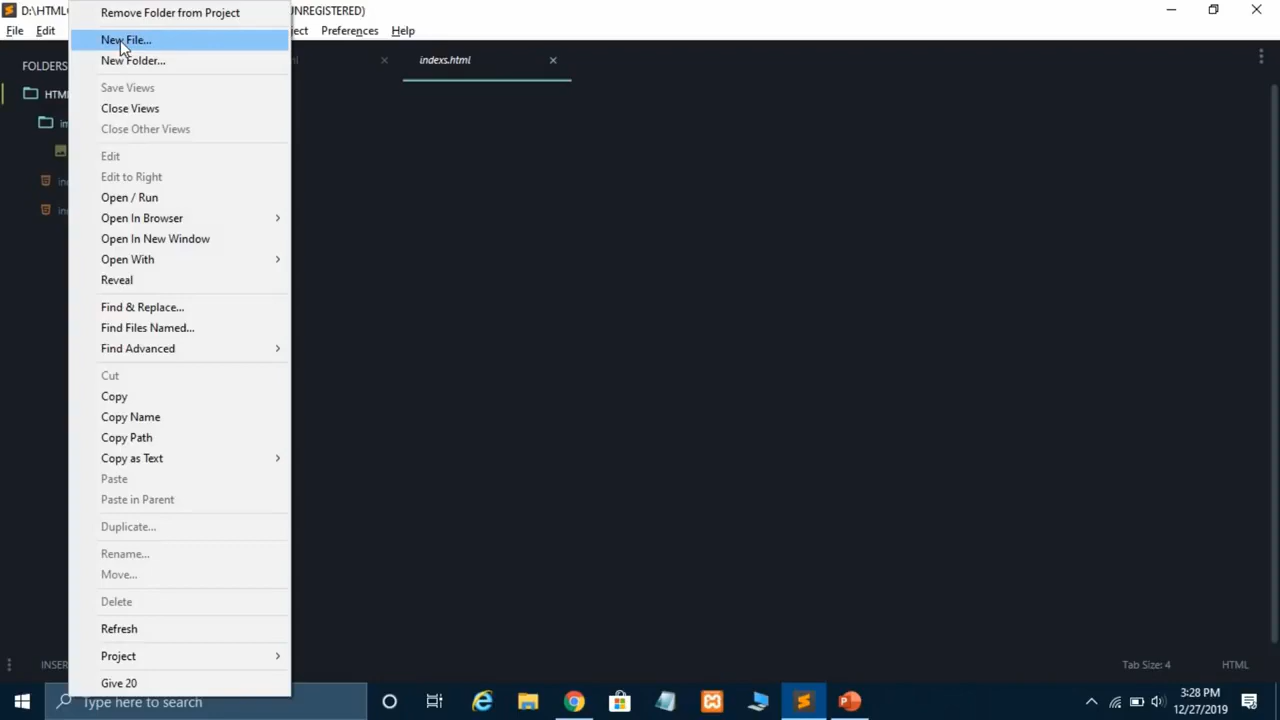 D:\HTML
Remove Folder from Project
UNREGISTERED)
File
Edit
ect
Preferences
Help
New File...
New Folder...
FOLDERS
indexs.html
HTML
Save Views
Close Views
Close Other Views
Edit
Edit to Right
Open / Run
Open In Browser
Open In New Window
Open With
Reveal
Find & Replace...
Find Files Named...
Find Advanced
Cut
Copy
Copy Name
Copy Path
Copy as Text
Paste
Paste in Parent
Duplicate...
Rename...
Move...
Delete
Refresh
Project
Give 20
INSER
Tab Size: 4
HTML
Type here to search
3:28 PM
12/27/2019